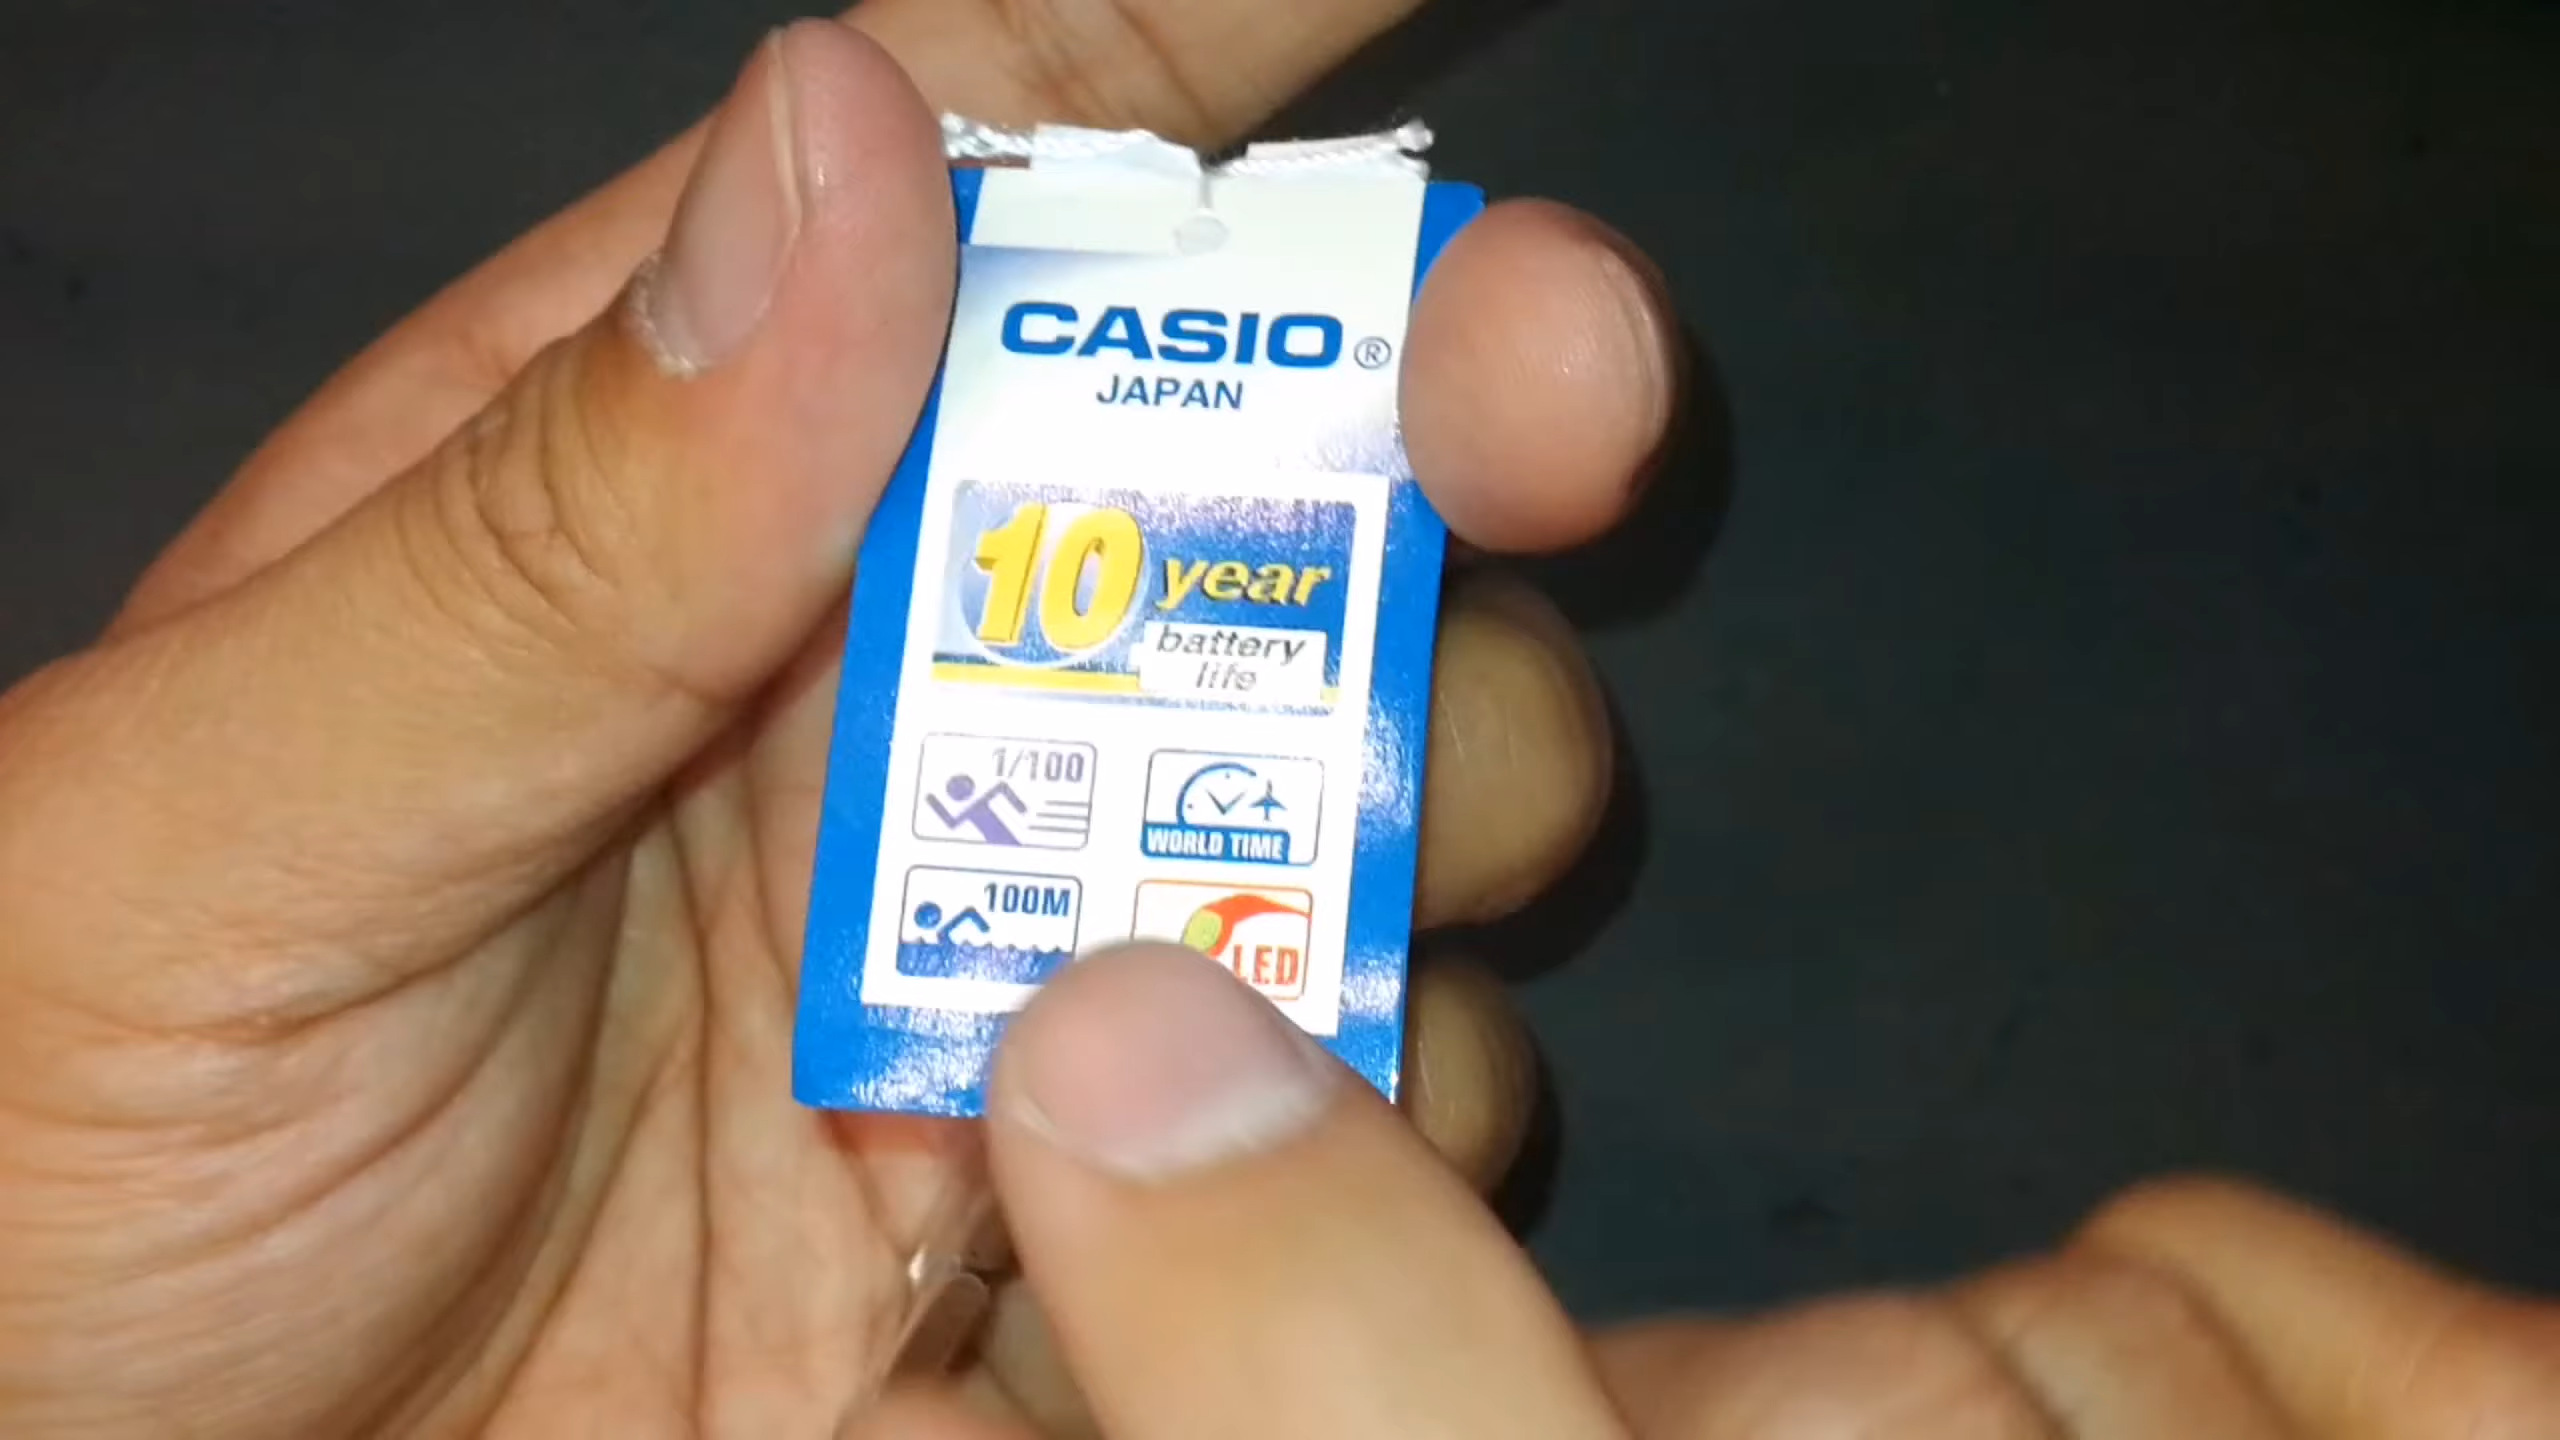 CASIO®
JAPAN
10 year
battery
life
1/100
WORLD TIME
100M
LED